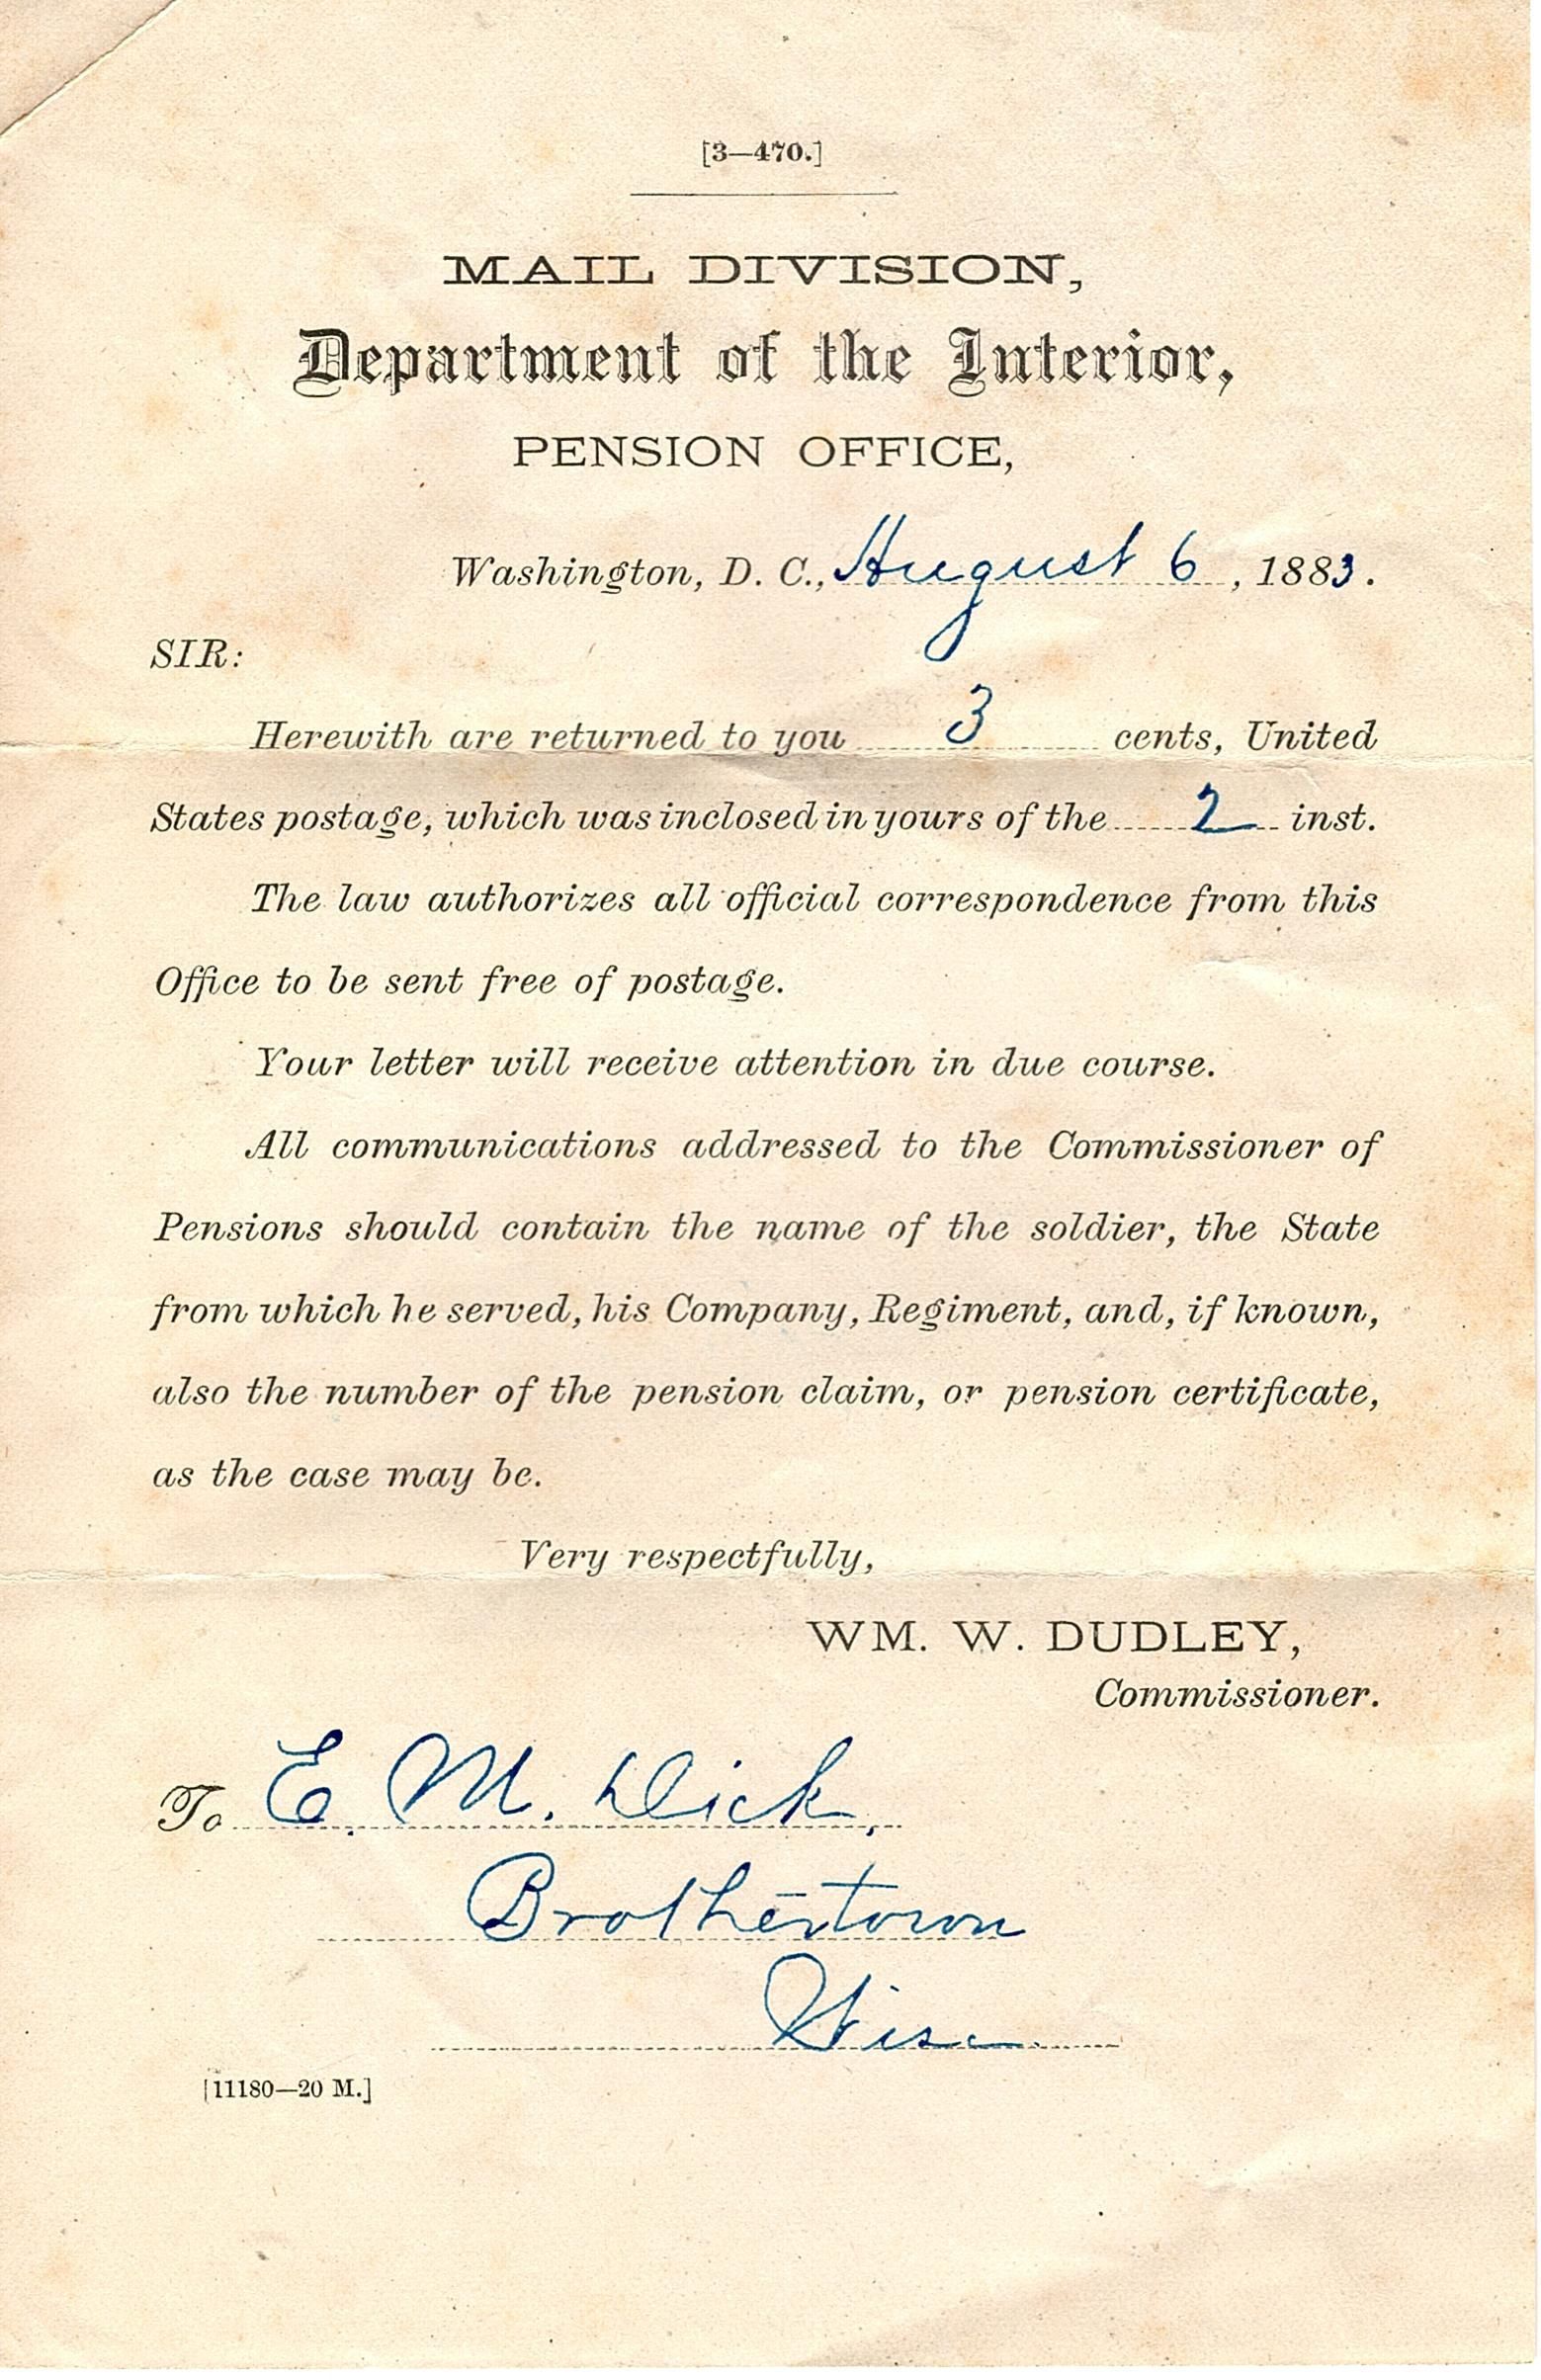 [3—470.]
MAIL DIVISION,
Department of the Interior,
PENSION OFFICE,
Washington, D. C., August 6, 1883.
SIR:
Herewith are returned to you 3 cents, United
States postage, which was inclosed in yours of the 2 inst.
The law authorizes all official correspondence from this
Office to be sent free of postage.
Your letter will receive attention in due course.
All communications addressed to the Commissioner of
Pensions should contain the name of the soldier, the State
from which he served, his Company, Regiment, and, if known,
also the number of the pension claim, or pension certificate,
as the case may be.
Very respectfully,
WM. W. DUDLEY,
Commissioner.
To E. M. Dick,
Brothertown
Wisc
[11180—20 M.]